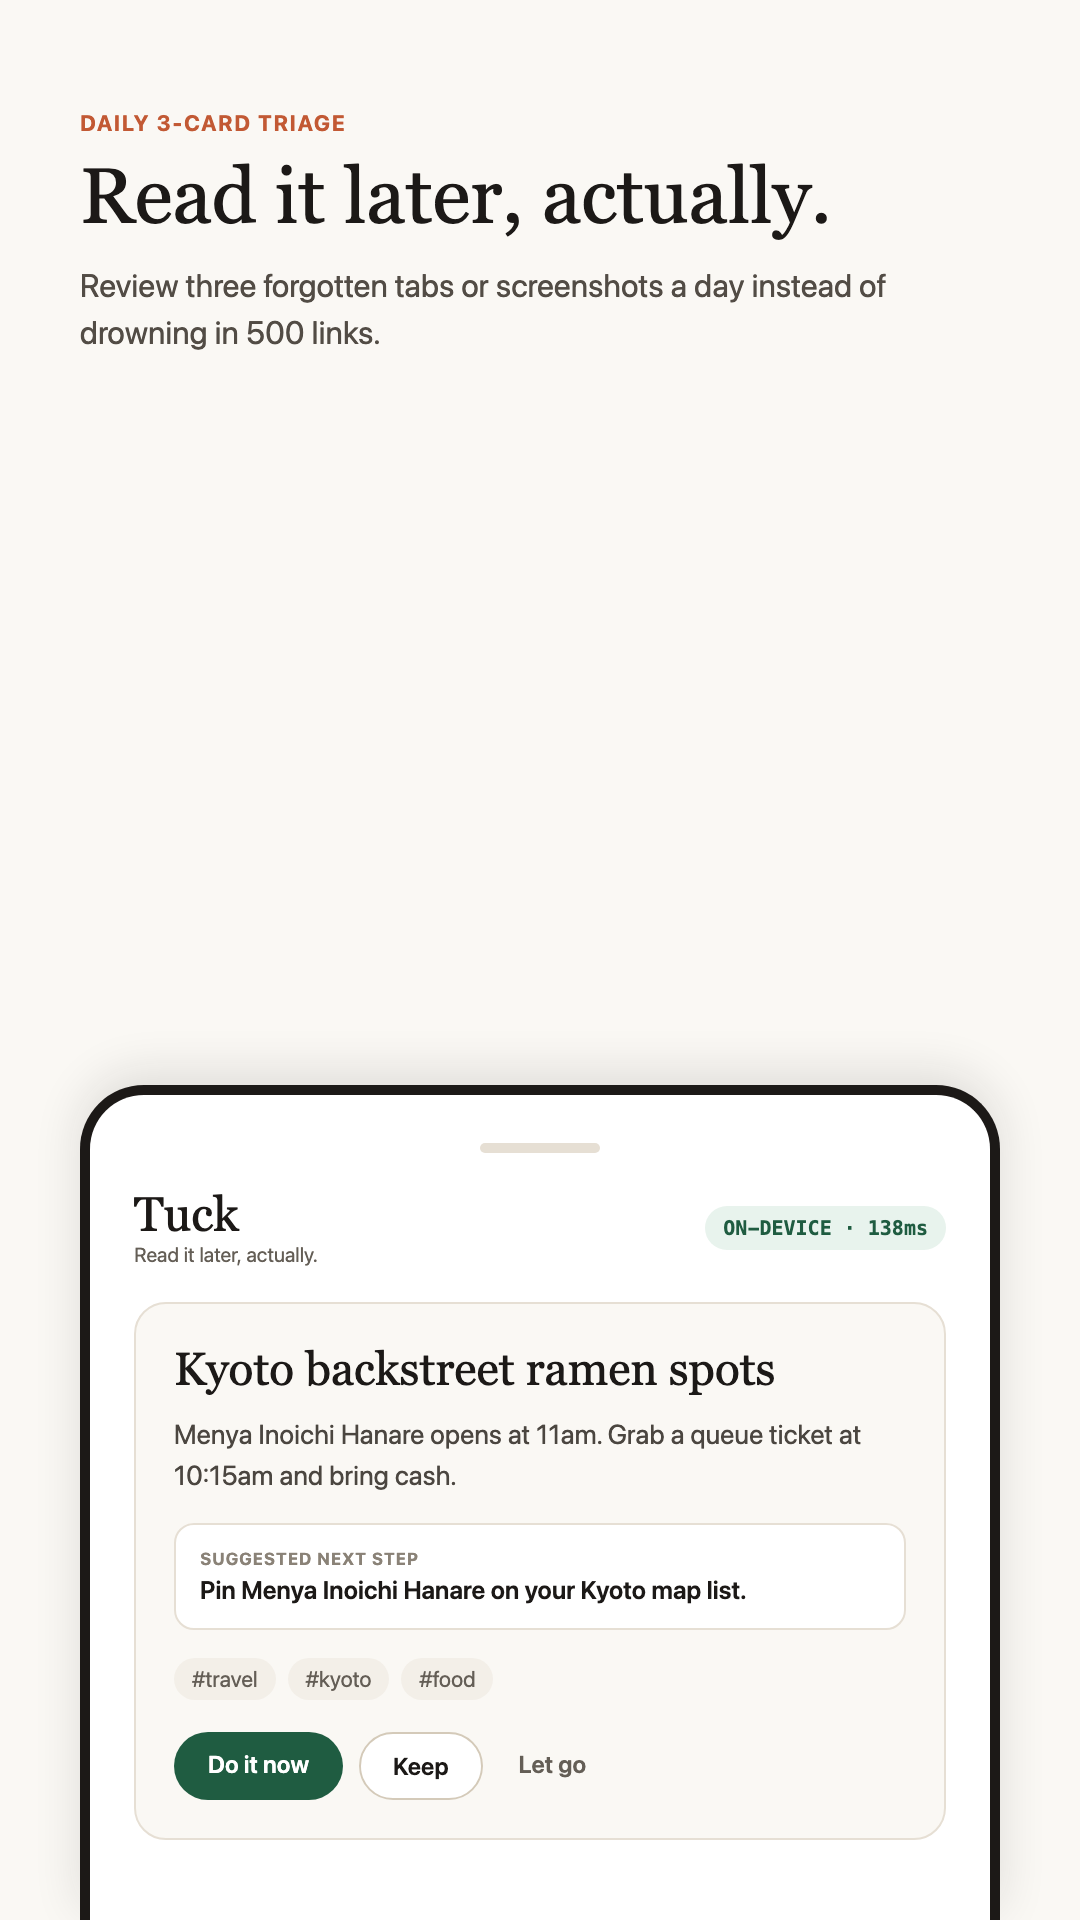 DAILY 3-CARD TRIAGE
Read it later, actually.
Review three forgotten tabs or screenshots a day instead of
drowning in 500 links.
Tuck
Read it later, actually.
ON-DEVICE · 138ms
Kyoto backstreet ramen spots
Menya Inoichi Hanare opens at 11am. Grab a queue ticket at
10:15am and bring cash.
SUGGESTED NEXT STEP
Pin Menya Inoichi Hanare on your Kyoto map list.
#travel #kyoto #food
Do it now Keep Let go